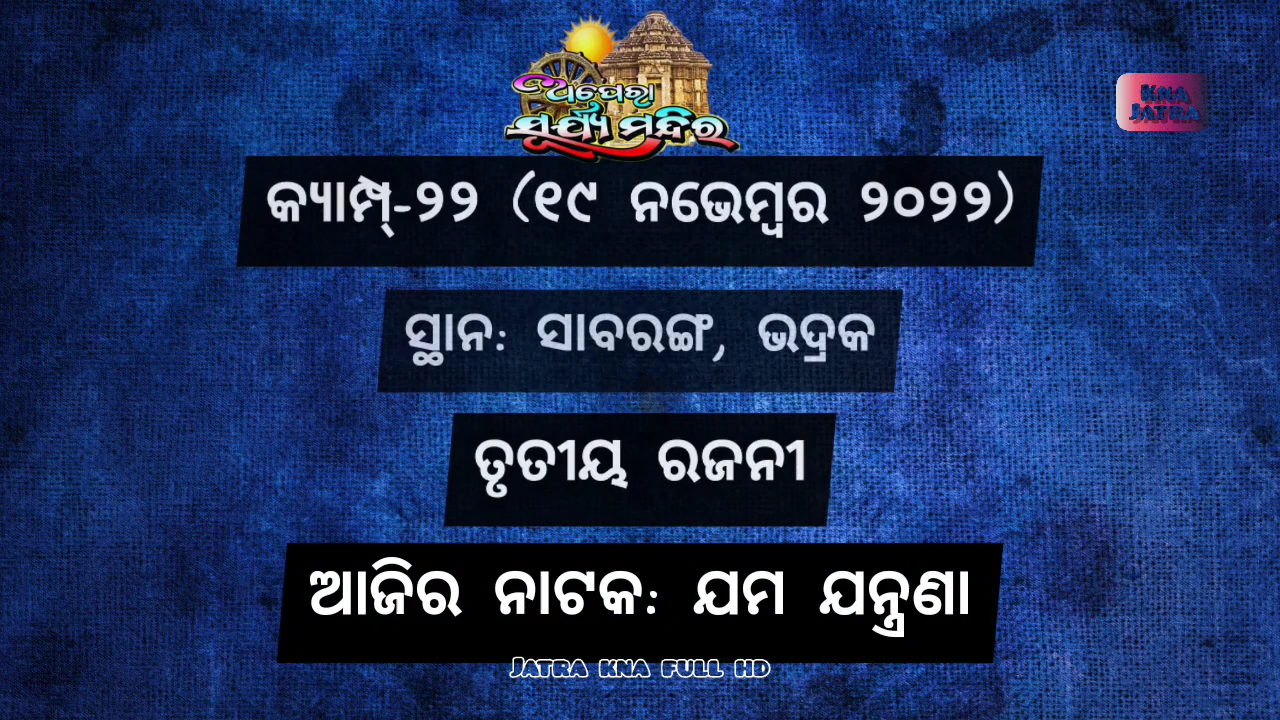 ଅପେରା
ସୂର୍ଯ୍ୟ ମନ୍ଦିର
KNA
JATRA
କ୍ୟାମ୍ପ-୨୨ (୧୯ ନଭେମ୍ବର ୨୦୨୨)
ସ୍ଥାନ: ସାବରଙ୍ଗ, ଭଦ୍ରକ
ତୃତୀୟ ରଜନୀ
ଆଜିର ନାଟକ: ଯମ ଯନ୍ତ୍ରଣା
JATRA KNA FULL HD